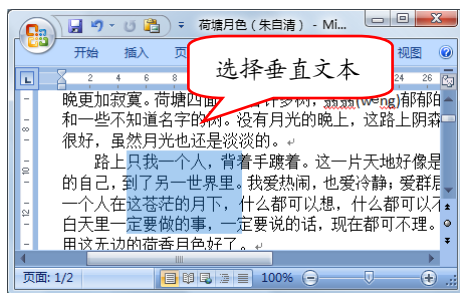 荷塘月色（朱自清） - Mi...
开始 插入 页 视图
选择垂直文本
2 4 6 8 24 26
晚更加寂寞。荷塘四面 许多树，蓊蓊(wěng)郁郁的
和一些不知道名字的树。没有月光的晚上，这路上阴森
很好，虽然月光也还是淡淡的。
路上只我一个人，背着手踱着。这一片天地好像是
的自己，到了另一世界里。我爱热闹，也爱冷静；爱群居
一个人在这苍茫的月下，什么都可以想，什么都可以不
白天里一定要做的事，一定要说的话，现在都可不理。
用这无边的荷香月色好了。
页面: 1/2 100%